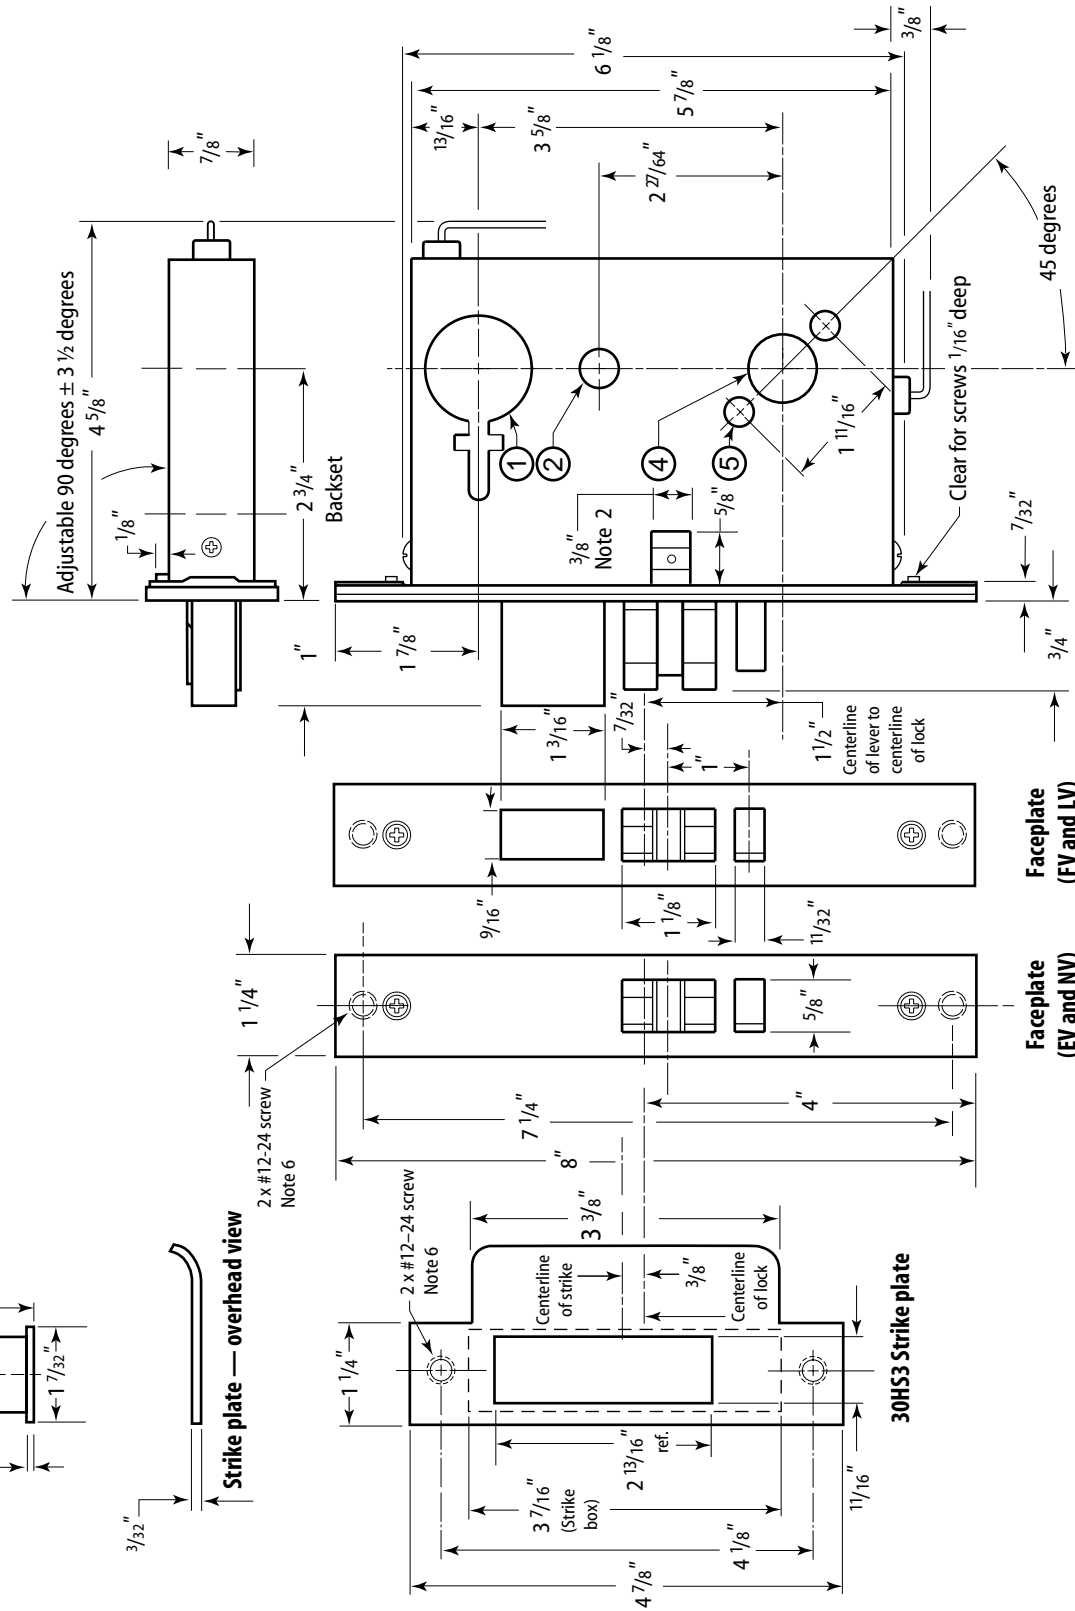 Adjustable 90 degrees ± 3 ½ degrees
4 5/8"
1/8"
2 3/4"
Backset
7/8"
1"
1 7/8"
13/16"
3 5/8"
2 27/64"
5 7/8"
6 1/8"
3/8"
45 degrees
1 11/16"
Clear for screws 1/16" deep
7/32"
3/4"
1
2
4
5
3/8"
Note 2
5/8"
1 3/16"
7/32"
1"
1 1/2"
Centerline
of lever to
centerline
of lock
9/16"
1 1/8"
11/32"
Faceplate
(FV and LV)
1 1/4"
2 x #12-24 screw
Note 6
5/8"
Faceplate
(EV and NV)
7 1/4"
4"
8"
1 7/32"
3/32"
Strike plate — overhead view
2 x #12–24 screw
Note 6
1 1/4"
3 3/8"
Centerline
of strike
3/8"
Centerline
of lock
2 13/16"
ref.
3 7/16"
(Strike
box)
4 1/8"
4 7/8"
11/16"
30HS3 Strike plate